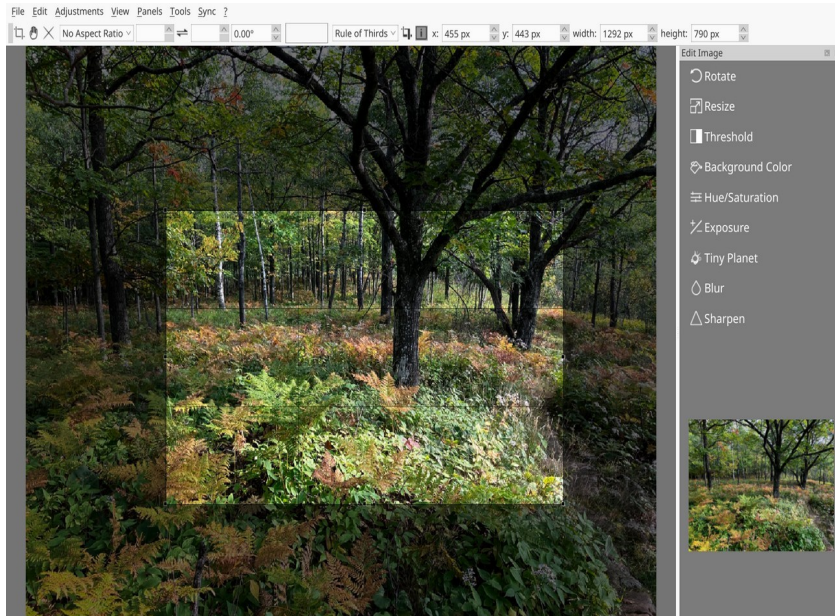 File Edit Adjustments View Panels Tools Sync ?
No Aspect Ratio 0.00° Rule of Thirds x: 455 px y: 443 px width: 1292 px height: 790 px
Edit Image
Rotate
Resize
Threshold
Background Color
Hue/Saturation
Exposure
Tiny Planet
Blur
Sharpen